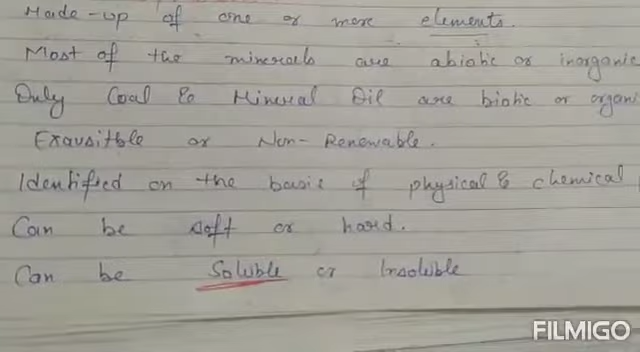 Made-up of one or more elements.
Most of the minerals are abiotic or inorganic
Only Coal & Mineral Oil are biotic or organi
Exausitble or Non-Renewable.
Identified on the basis of physical & chemical
Can be soft or hard.
Can be Soluble or Insoluble
FILMIGO